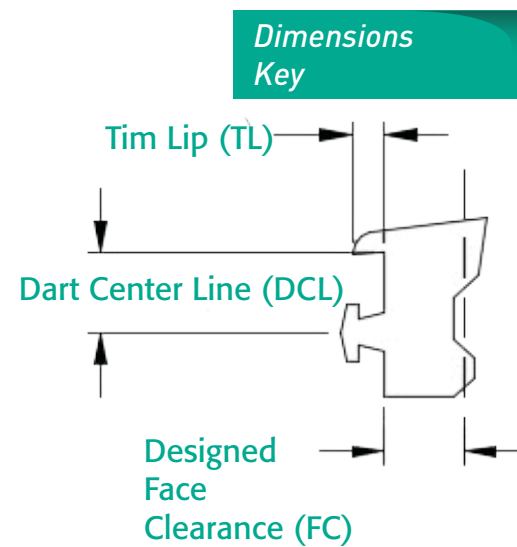 Dimensions
Key
Tim Lip (TL)
Dart Center Line (DCL)
Designed
Face
Clearance (FC)